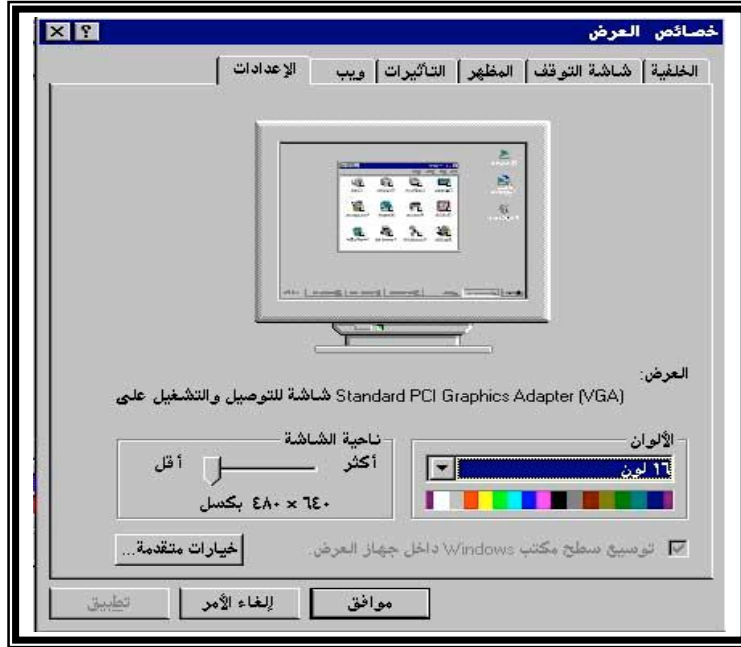 خصائص العرض
الخلفية شاشة التوقف المظهر التأثيرات ويب الإعدادات
العرض:
شاشة للتوصيل والتشغيل على Standard PCI Graphics Adapter (VGA)
الألوان
١٦ لون
ناحية الشاشة
أكثر أقل
٦٤٠ × ٤٨٠ بكسل
توسيع سطح مكتب Windows داخل جهاز العرض.
خيارات متقدمة...
موافق إلغاء الأمر تطبيق